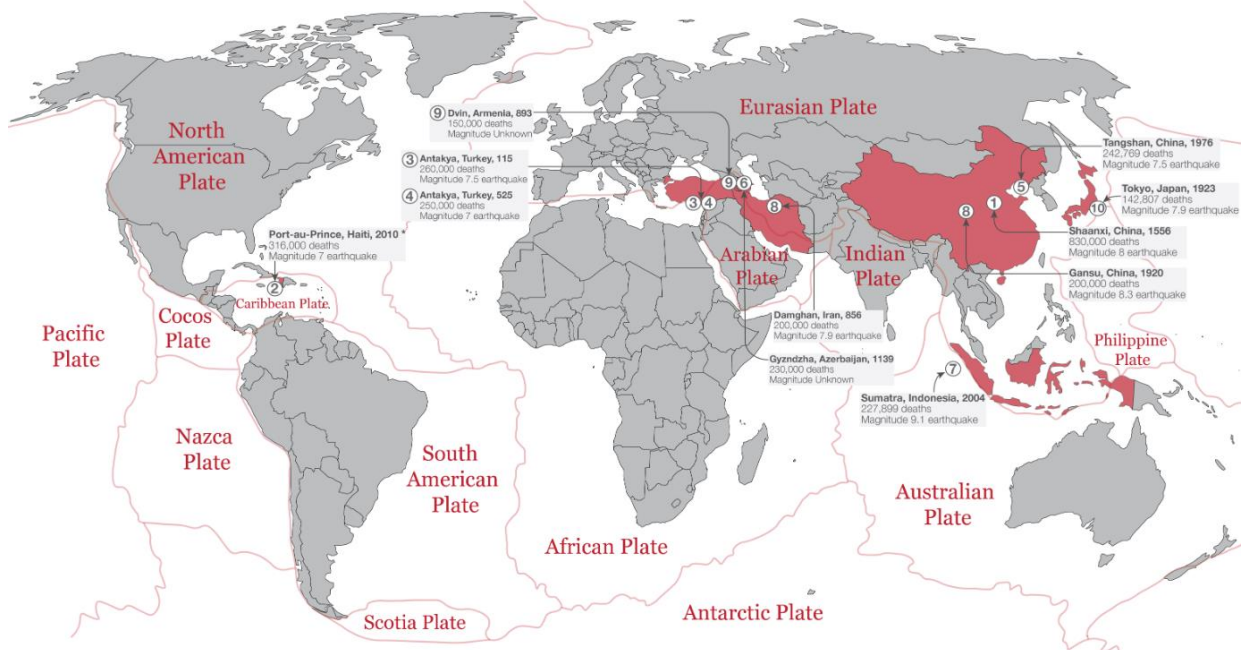 Eurasian Plate
North
American
Plate
⑨ Dvin, Armenia, 893
150,000 deaths
Magnitude Unknown
③ Antakya, Turkey, 115
260,000 deaths
Magnitude 7.5 earthquake
④ Antakya, Turkey, 525
250,000 deaths
Magnitude 7 earthquake
Port-au-Prince, Haiti, 2010 *
316,000 deaths
Magnitude 7 earthquake
②
Caribbean Plate
Cocos
Plate
Pacific
Plate
Nazca
Plate
South
American
Plate
African Plate
Scotia Plate
Antarctic Plate
⑨ ⑥
③ ④
⑧
Arabian
Plate
Indian
Plate
Damghan, Iran, 856
200,000 deaths
Magnitude 7.9 earthquake
Gyzndzha, Azerbaijan, 1139
230,000 deaths
Magnitude Unknown
Tangshan, China, 1976
242,769 deaths
Magnitude 7.5 earthquake
⑤
①
⑧
Tokyo, Japan, 1923
142,807 deaths
Magnitude 7.9 earthquake
⑩
Shaanxi, China, 1556
830,000 deaths
Magnitude 8 earthquake
Gansu, China, 1920
200,000 deaths
Magnitude 8.3 earthquake
Philippine
Plate
⑦
Sumatra, Indonesia, 2004
227,899 deaths
Magnitude 9.1 earthquake
Australian
Plate